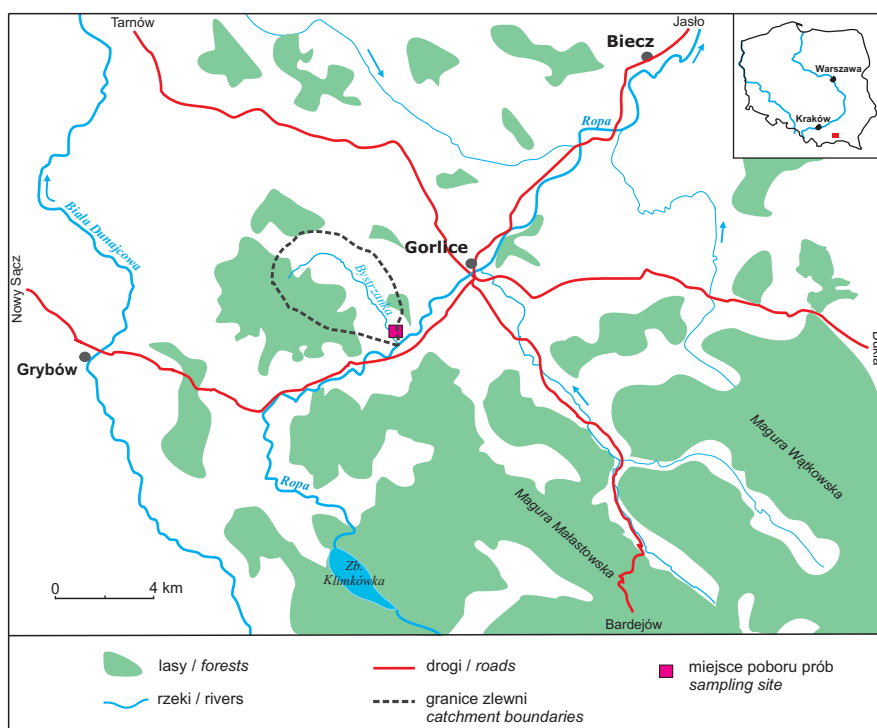 Tarnów
Jasło
Biecz
Warszawa
Kraków
Ropa
Biała Dunajcowa
Gorlice
Nowy Sącz
Bystrzanka
Grybów
Dukla
Magura Wątkowska
Ropa
Magura Małastowska
Zb.
Klimkówka
0 4 km
Bardejów
lasy / forests
drogi / roads
miejsce poboru prób
sampling site
rzeki / rivers
granice zlewni
catchment boundaries